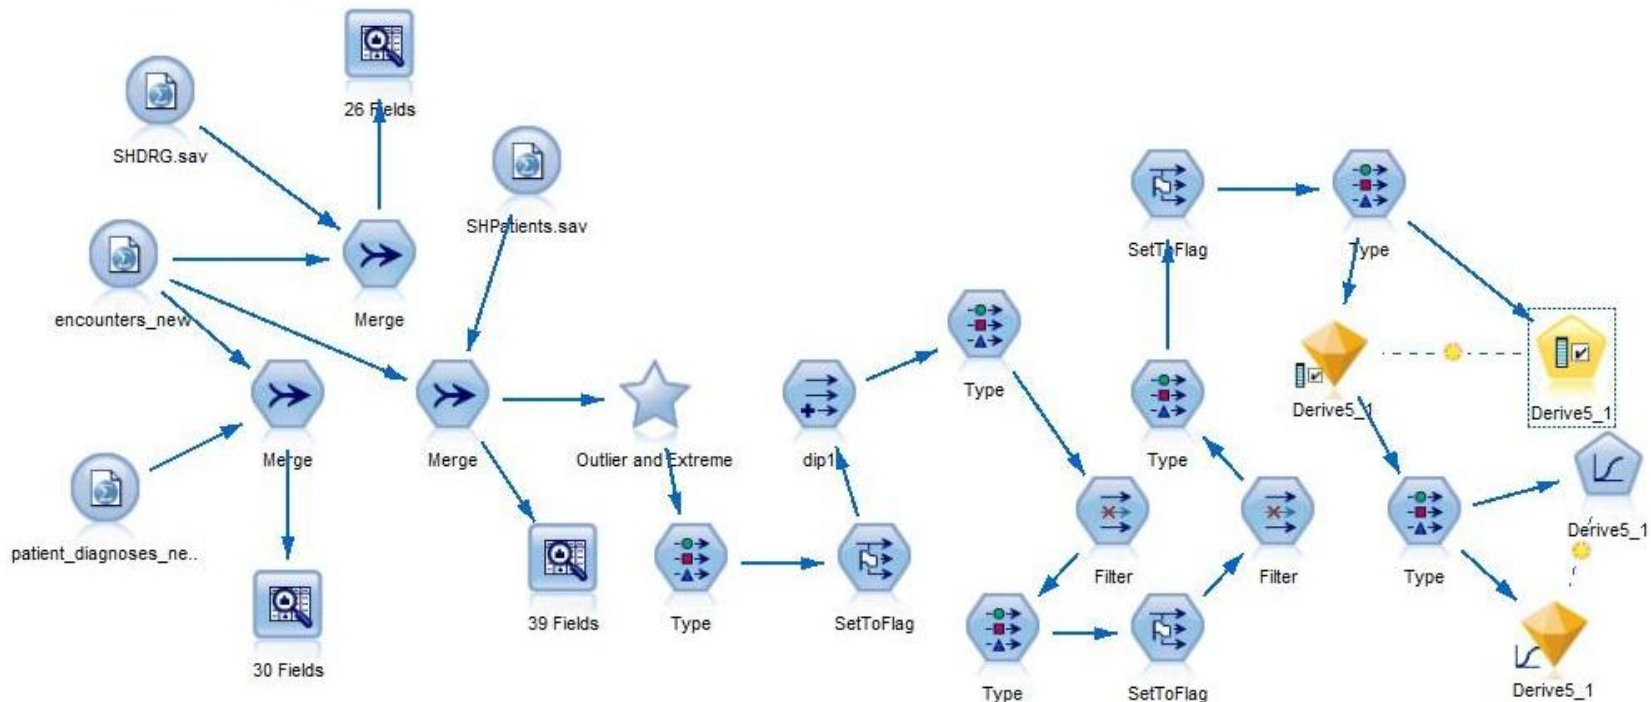 26 Fields
SHDRG.sav
SHPatients.sav
encounters_new
Merge
SetToFlag
Type
Type
Derive5_1
Derive5_1
Merge
Merge
Outlier and Extreme
dip1
Type
patient_diagnoses_ne..
Derive5_1
Filter
Filter
Type
39 Fields
Type
SetToFlag
30 Fields
Type
SetToFlag
Derive5_1